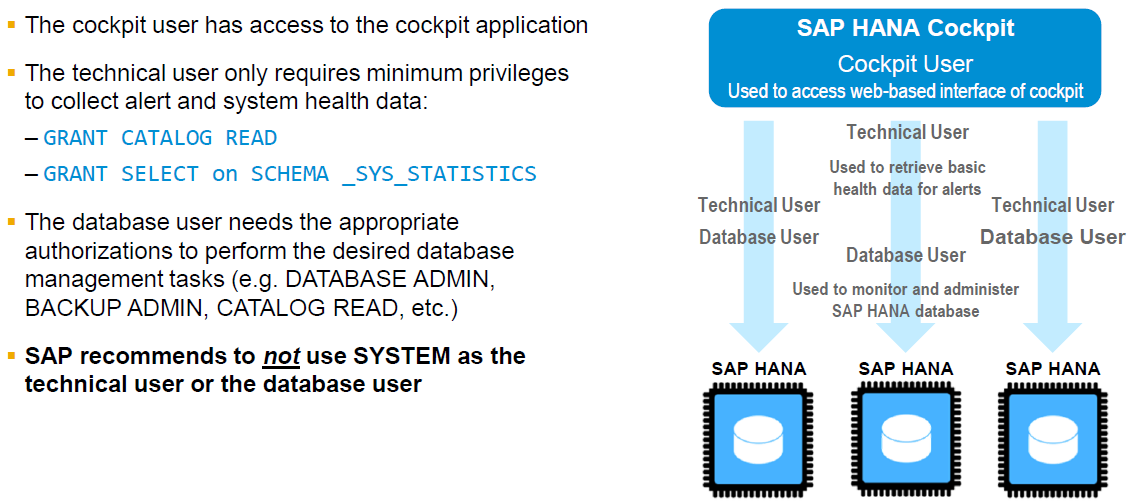 The cockpit user has access to the cockpit application
The technical user only requires minimum privileges
to collect alert and system health data:
– GRANT CATALOG READ
– GRANT SELECT on SCHEMA _SYS_STATISTICS
The database user needs the appropriate
authorizations to perform the desired database
management tasks (e.g. DATABASE ADMIN,
BACKUP ADMIN, CATALOG READ, etc.)
SAP recommends to not use SYSTEM as the
technical user or the database user
SAP HANA Cockpit
Cockpit User
Used to access web-based interface of cockpit
Technical User
Used to retrieve basic
health data for alerts
Technical User
Database User
Technical User
Database User
Database User
Used to monitor and administer
SAP HANA database
SAP HANA
SAP HANA
SAP HANA